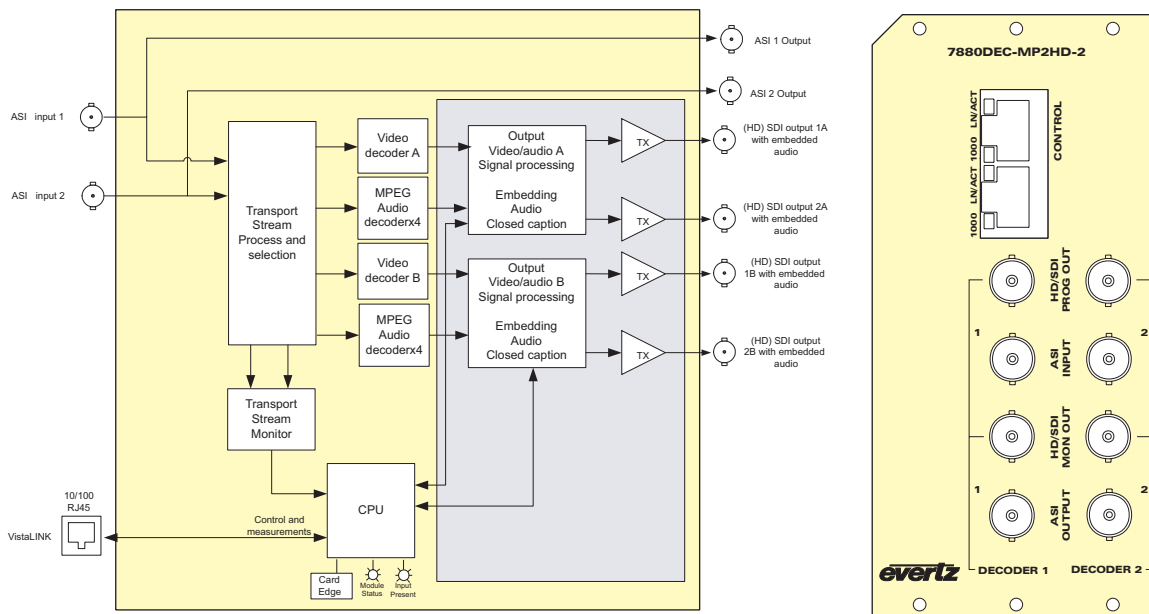 ASI 1 Output
ASI 2 Output
ASI input 1
ASI input 2
Transport
Stream
Process and
selection
Video
decoder A
MPEG
Audio
decoderx4
Video
decoder B
MPEG
Audio
decoderx4
Output
Video/audio A
Signal processing
Embedding
Audio
Closed caption
Output
Video/audio B
Signal processing
Embedding
Audio
Closed caption
TX
TX
TX
TX
(HD) SDI output 1A
with embedded
audio
(HD) SDI output 2A
with embedded
audio
(HD) SDI output
1B with embedded
audio
(HD) SDI output
2B with embedded
audio
Transport
Stream
Monitor
CPU
10/100
RJ45
VistaLINK
Control and
measurements
Card
Edge
Module
Status
Input
Present
7880DEC-MP2HD-2
1000 LN/ACT
1000 LN/ACT
CONTROL
HD/SDI
PROG OUT
1
2
ASI
INPUT
HD/SDI
MON OUT
1
2
ASI
OUTPUT
evertz
DECODER 1
DECODER 2